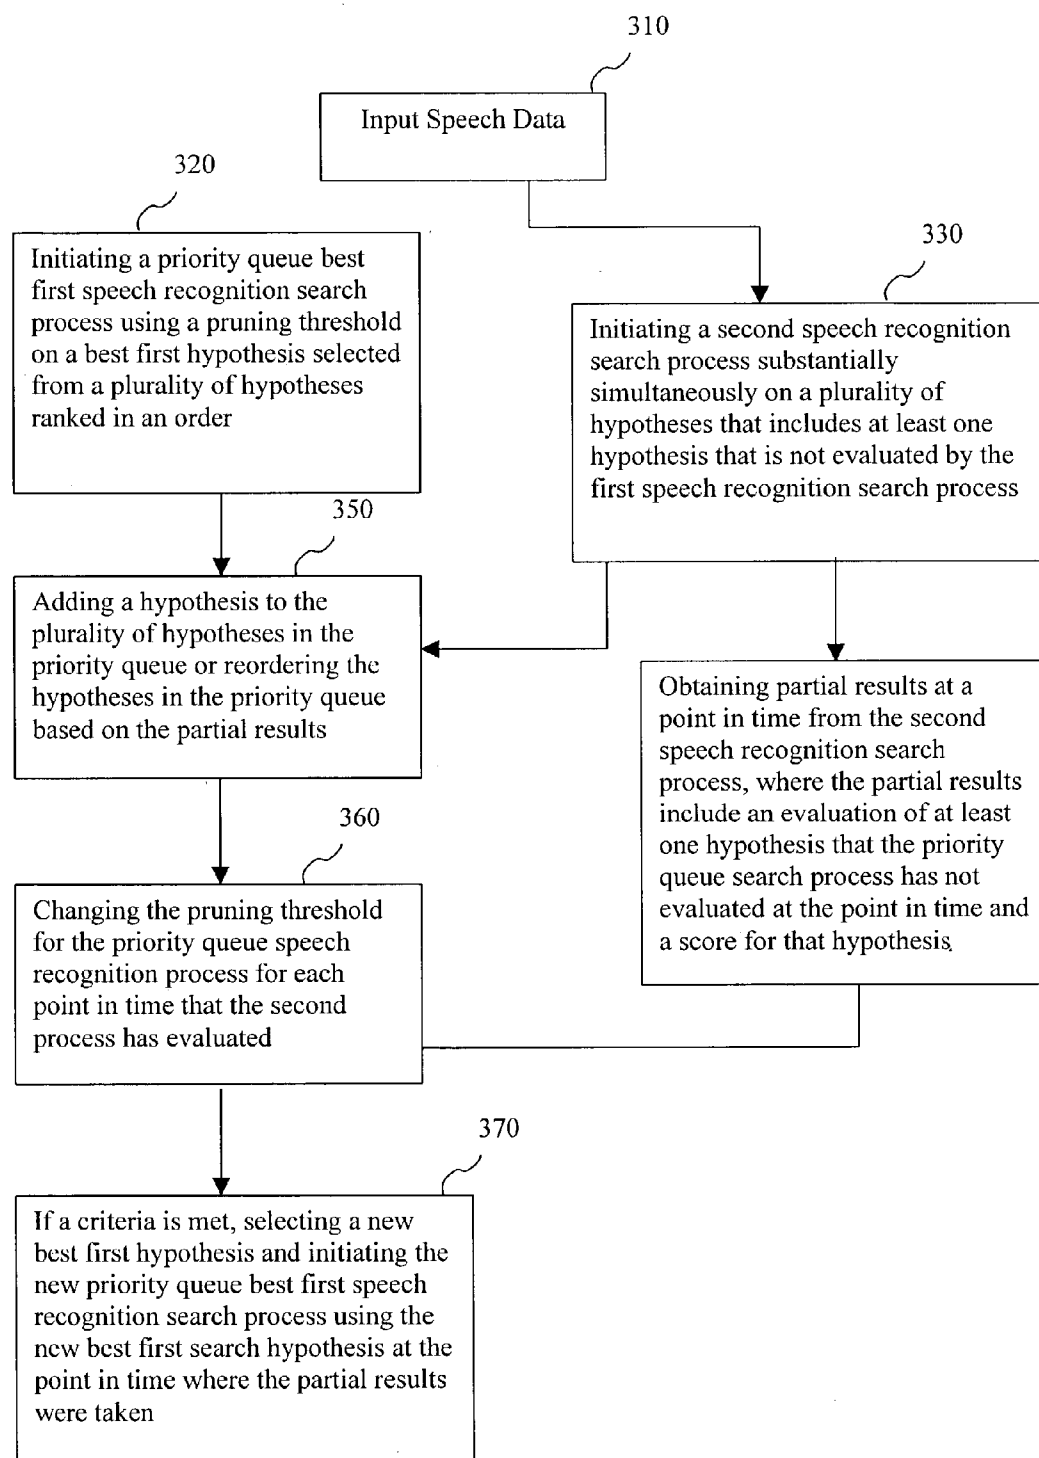 310
Input Speech Data
320
Initiating a priority queue best
first speech recognition search
process using a pruning threshold
on a best first hypothesis selected
from a plurality of hypotheses
ranked in an order
330
Initiating a second speech recognition
search process substantially
simultaneously on a plurality of
hypotheses that includes at least one
hypothesis that is not evaluated by the
first speech recognition search process
350
Adding a hypothesis to the
plurality of hypotheses in the
priority queue or reordering the
hypotheses in the priority queue
based on the partial results
Obtaining partial results at a
point in time from the second
speech recognition search
process, where the partial results
include an evaluation of at least
one hypothesis that the priority
queue search process has not
evaluated at the point in time and
a score for that hypothesis.
360
Changing the pruning threshold
for the priority queue speech
recognition process for each
point in time that the second
process has evaluated
370
If a criteria is met, selecting a new
best first hypothesis and initiating the
new priority queue best first speech
recognition search process using the
new best first search hypothesis at the
point in time where the partial results
were taken